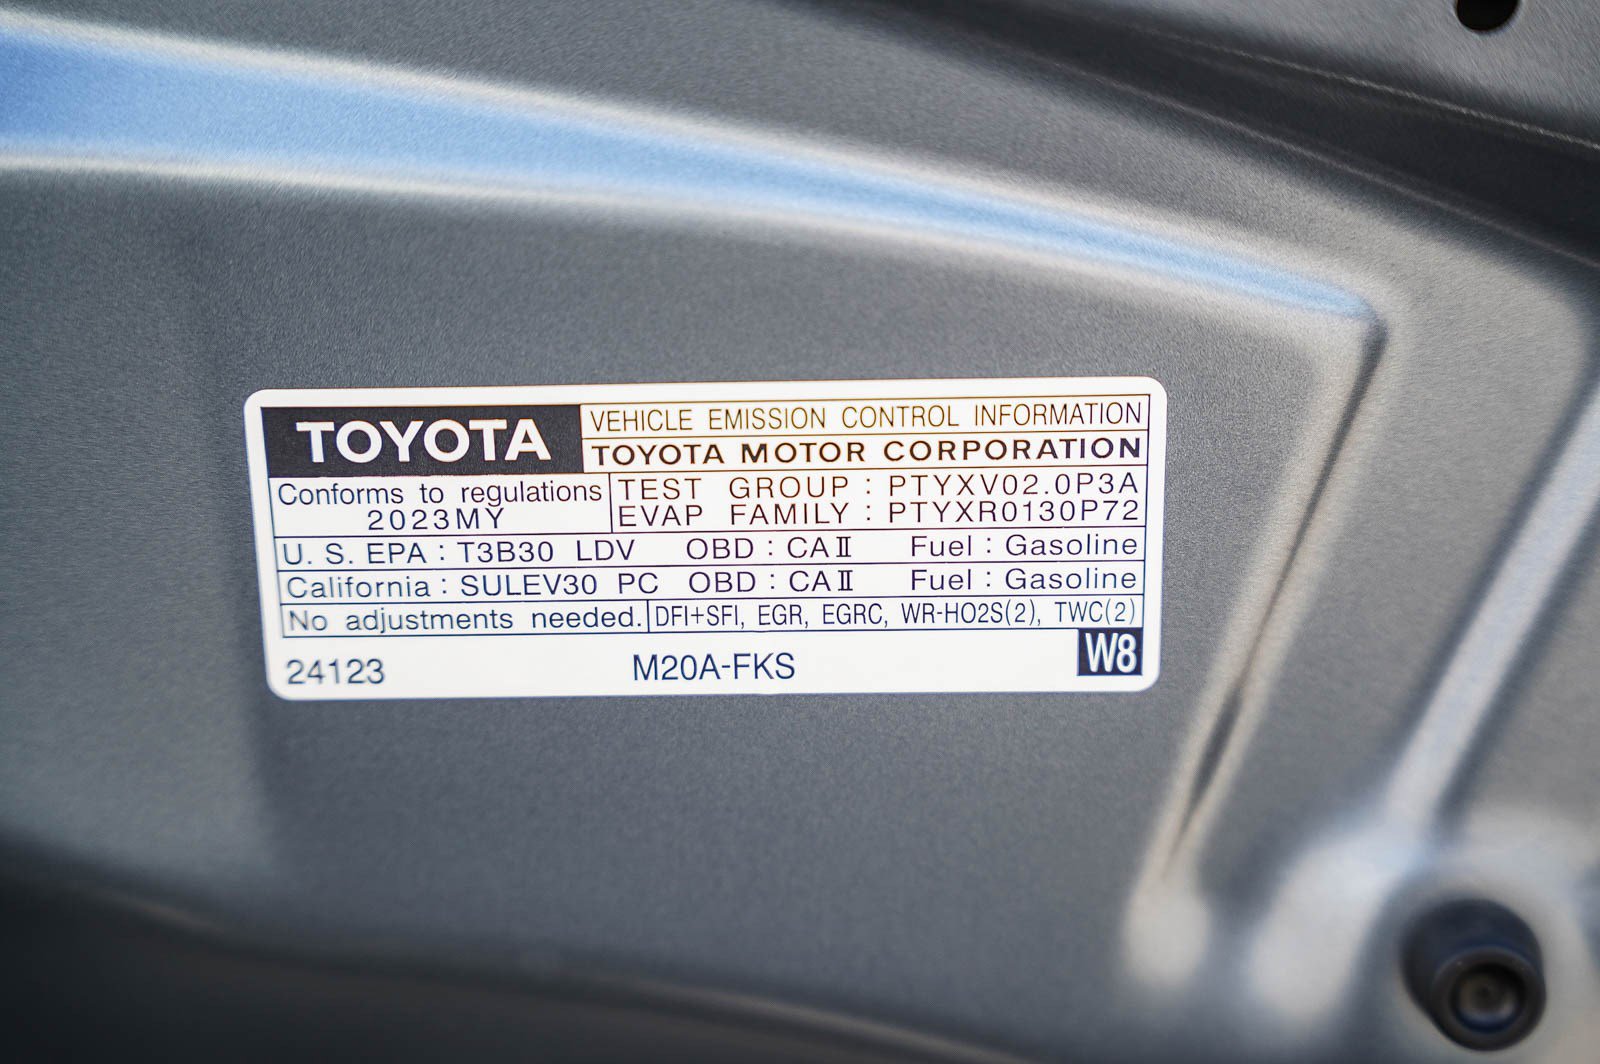 TOYOTA
VEHICLE EMISSION CONTROL INFORMATION
TOYOTA MOTOR CORPORATION
Conforms to regulations
2023MY
TEST GROUP : PTYXV02.0P3A
EVAP FAMILY : PTYXR0130P72
U. S. EPA : T3B30 LDV OBD : CAⅡ Fuel : Gasoline
California : SULEV30 PC OBD : CAⅡ Fuel : Gasoline
No adjustments needed. DFI+SFI, EGR, EGRC, WR-HO2S(2), TWC(2)
24123 M20A-FKS W8